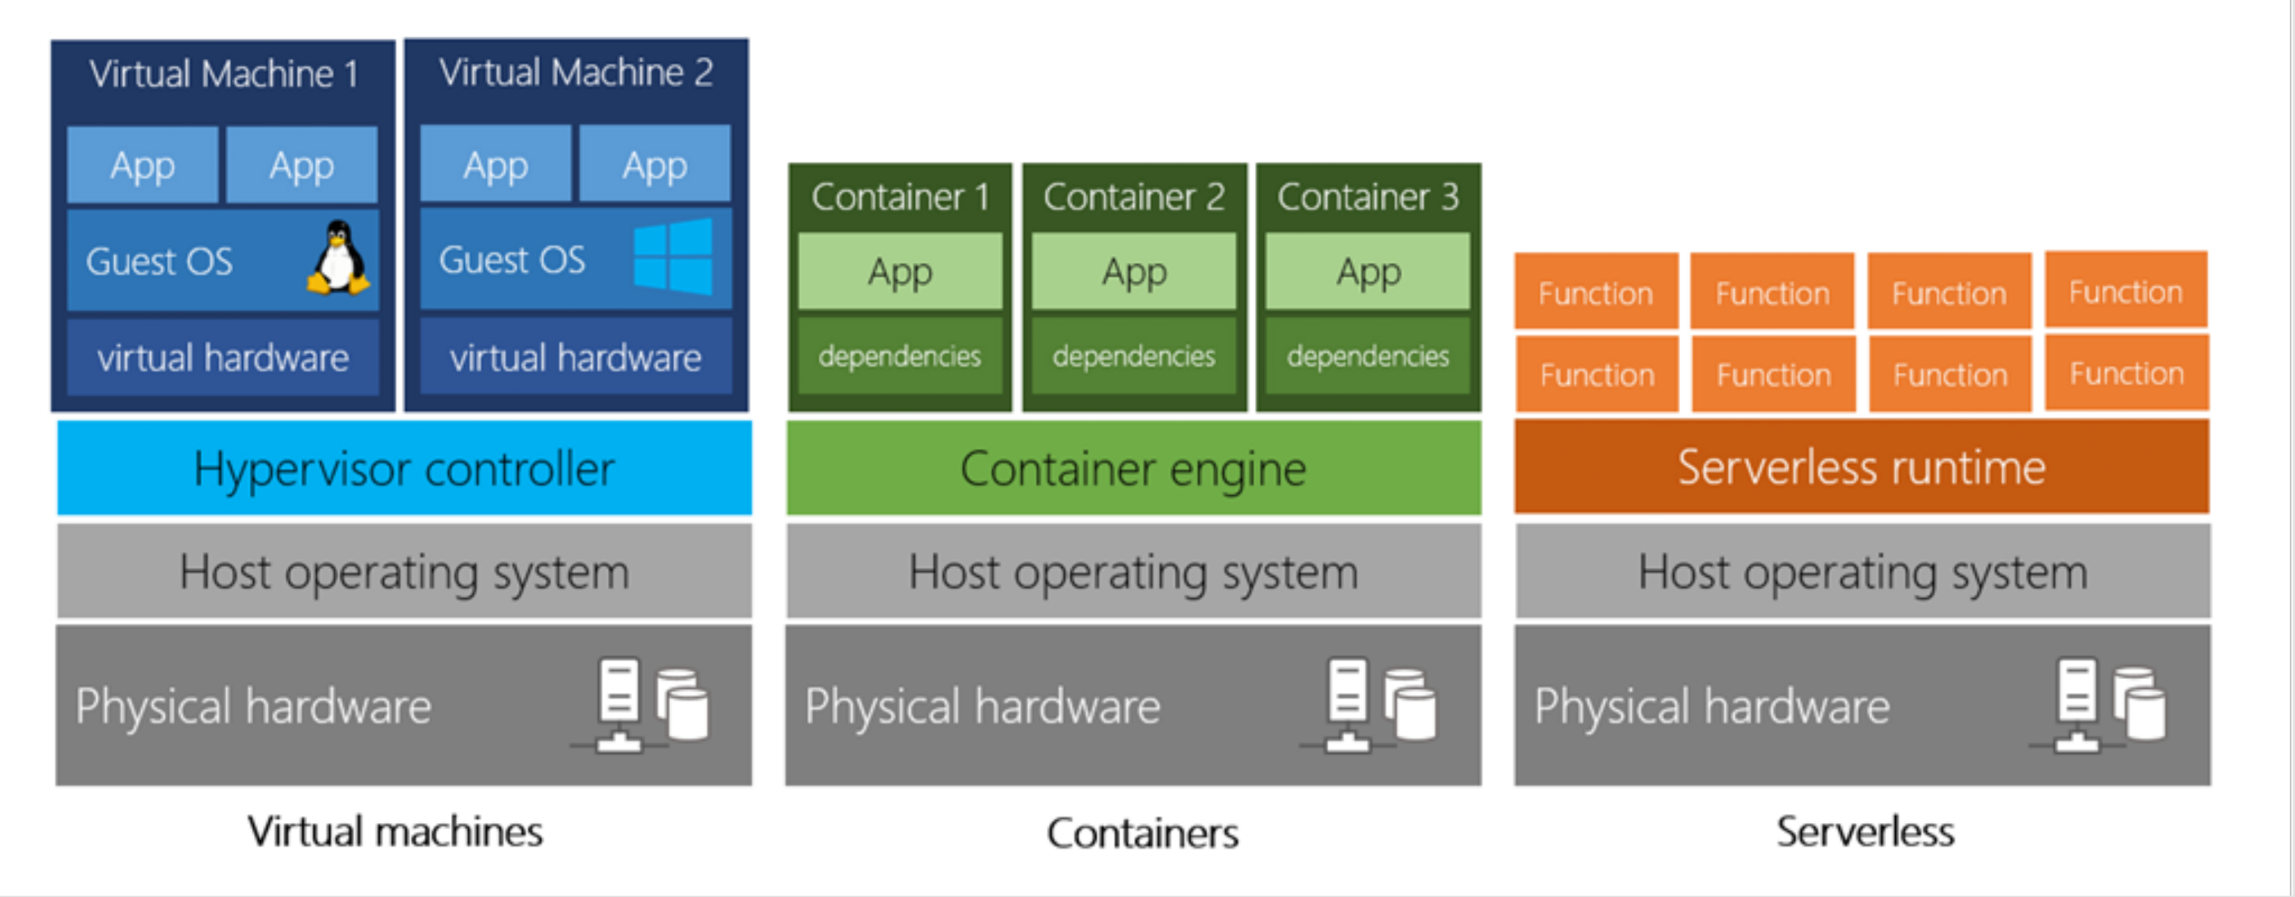 Virtual Machine 1
App
App
Guest OS
virtual hardware
Virtual Machine 2
App
App
Guest OS
virtual hardware
Hypervisor controller
Host operating system
Physical hardware
Virtual machines
Container 1
App
dependencies
Container 2
App
dependencies
Container 3
App
dependencies
Container engine
Host operating system
Physical hardware
Containers
Function
Function
Function
Function
Function
Function
Function
Function
Serverless runtime
Host operating system
Physical hardware
Serverless